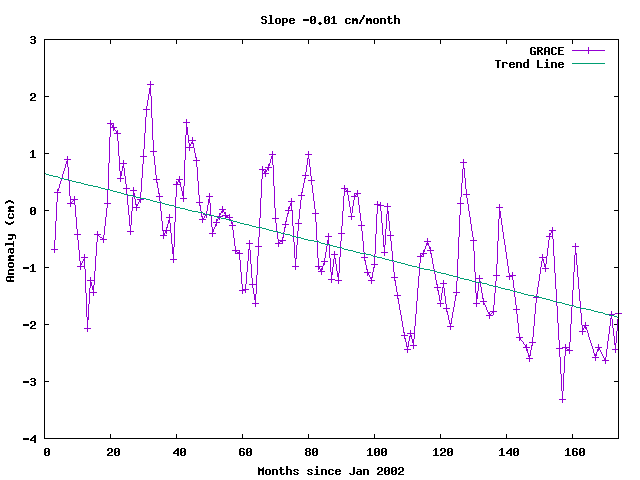 Slope -0.01 cm/month
GRACE
Trend Line
3
2
1
0
-1
-2
-3
-4
Anomaly (cm)
0 20 40 60 80 100 120 140 160
Months since Jan 2002